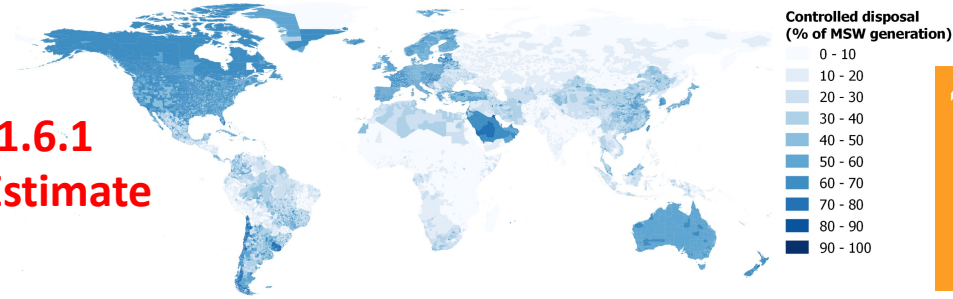 1.6.1
Estimate
Controlled disposal
(% of MSW generation)
0 - 10
10 - 20
20 - 30
30 - 40
40 - 50
50 - 60
60 - 70
70 - 80
80 - 90
90 - 100